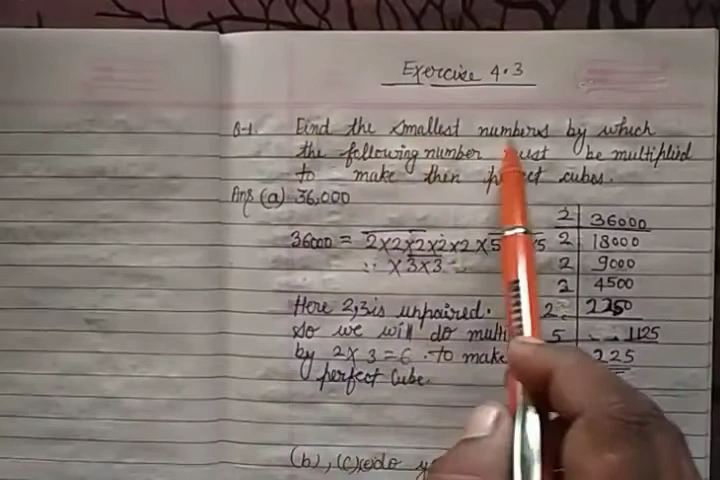 Exercise 4.3
Q-1. Find the smallest numbers by which
the following number must be multiplied
to make then perfect cubes.
Ans (a) 36,000
36000 = 2×2×2×2×2×5 5
× 3×3
2 36000
2 18000
2 9000
2 4500
2 2250
5 1125
225
Here 2,3 is unpaired.
So we will do multi
by 2×3=6. to make
perfect Cube.
(b), (c) do